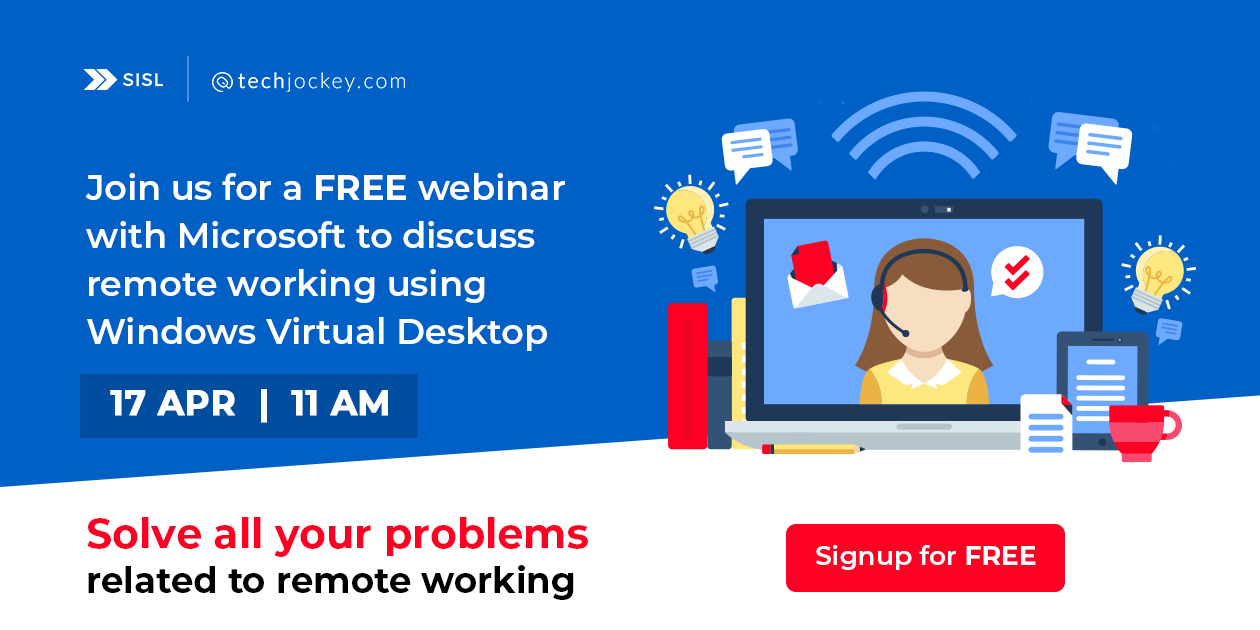 SISL
techjockey.com
Join us for a FREE webinar
with Microsoft to discuss
remote working using
Windows Virtual Desktop
17 APR | 11 AM
Solve all your problems
related to remote working
Signup for FREE